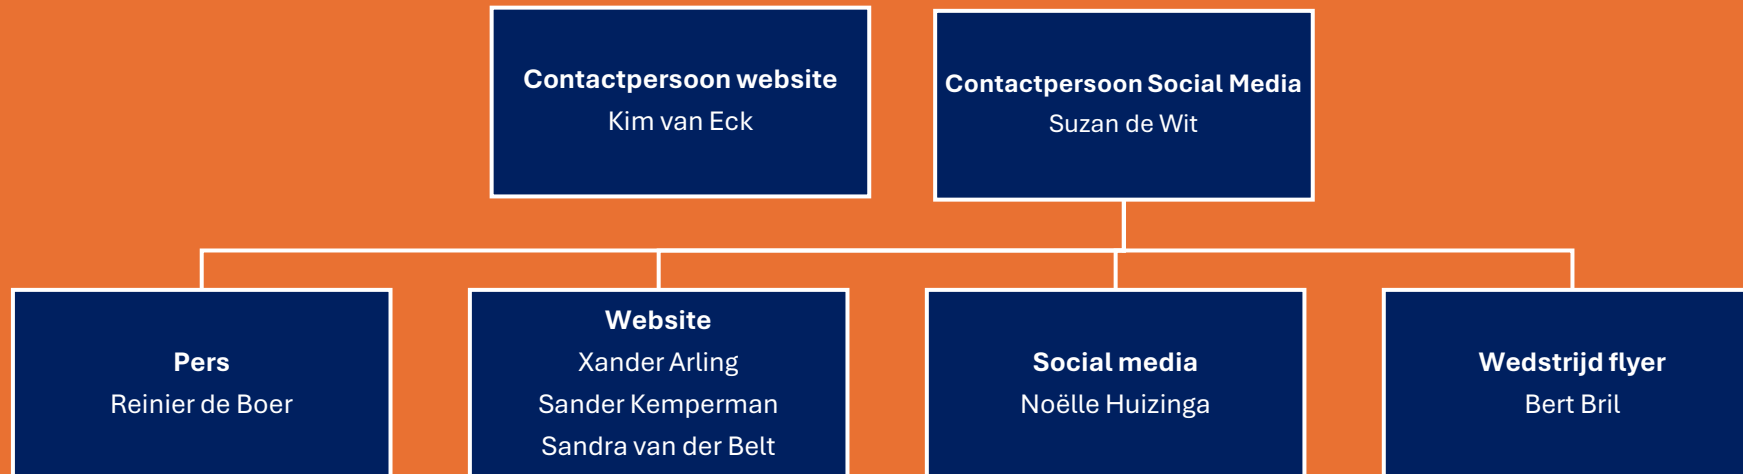 Contactpersoon website
Kim van Eck
Contactpersoon Social Media
Suzan de Wit
Pers
Reinier de Boer
Website
Xander Arling
Sander Kemperman
Sandra van der Belt
Social media
Noëlle Huizinga
Wedstrijd flyer
Bert Bril